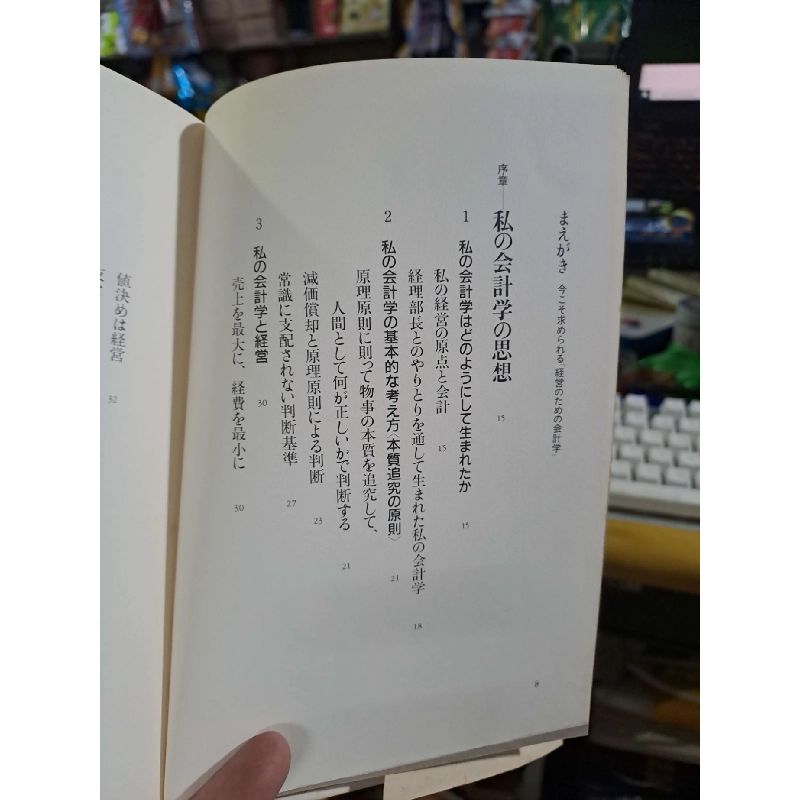 まえがき 今こそ求められる「経営のための会計学」
序章――私の会計学の思想 15
1 私の会計学はどのようにして生まれたか 15
私の経営の原点と会計 15
経理部長とのやりとりを通して生まれた私の会計学 18
2 私の会計学の基本的な考え方〈本質追究の原則〉 21
原理原則に則って物事の本質を追究して、
人間として何が正しいかで判断する 21
減価償却と原理原則による判断 23
常識に支配されない判断基準 27
3 私の会計学と経営 30
売上を最大に、経費を最小に 30
8
値決めは経営 32